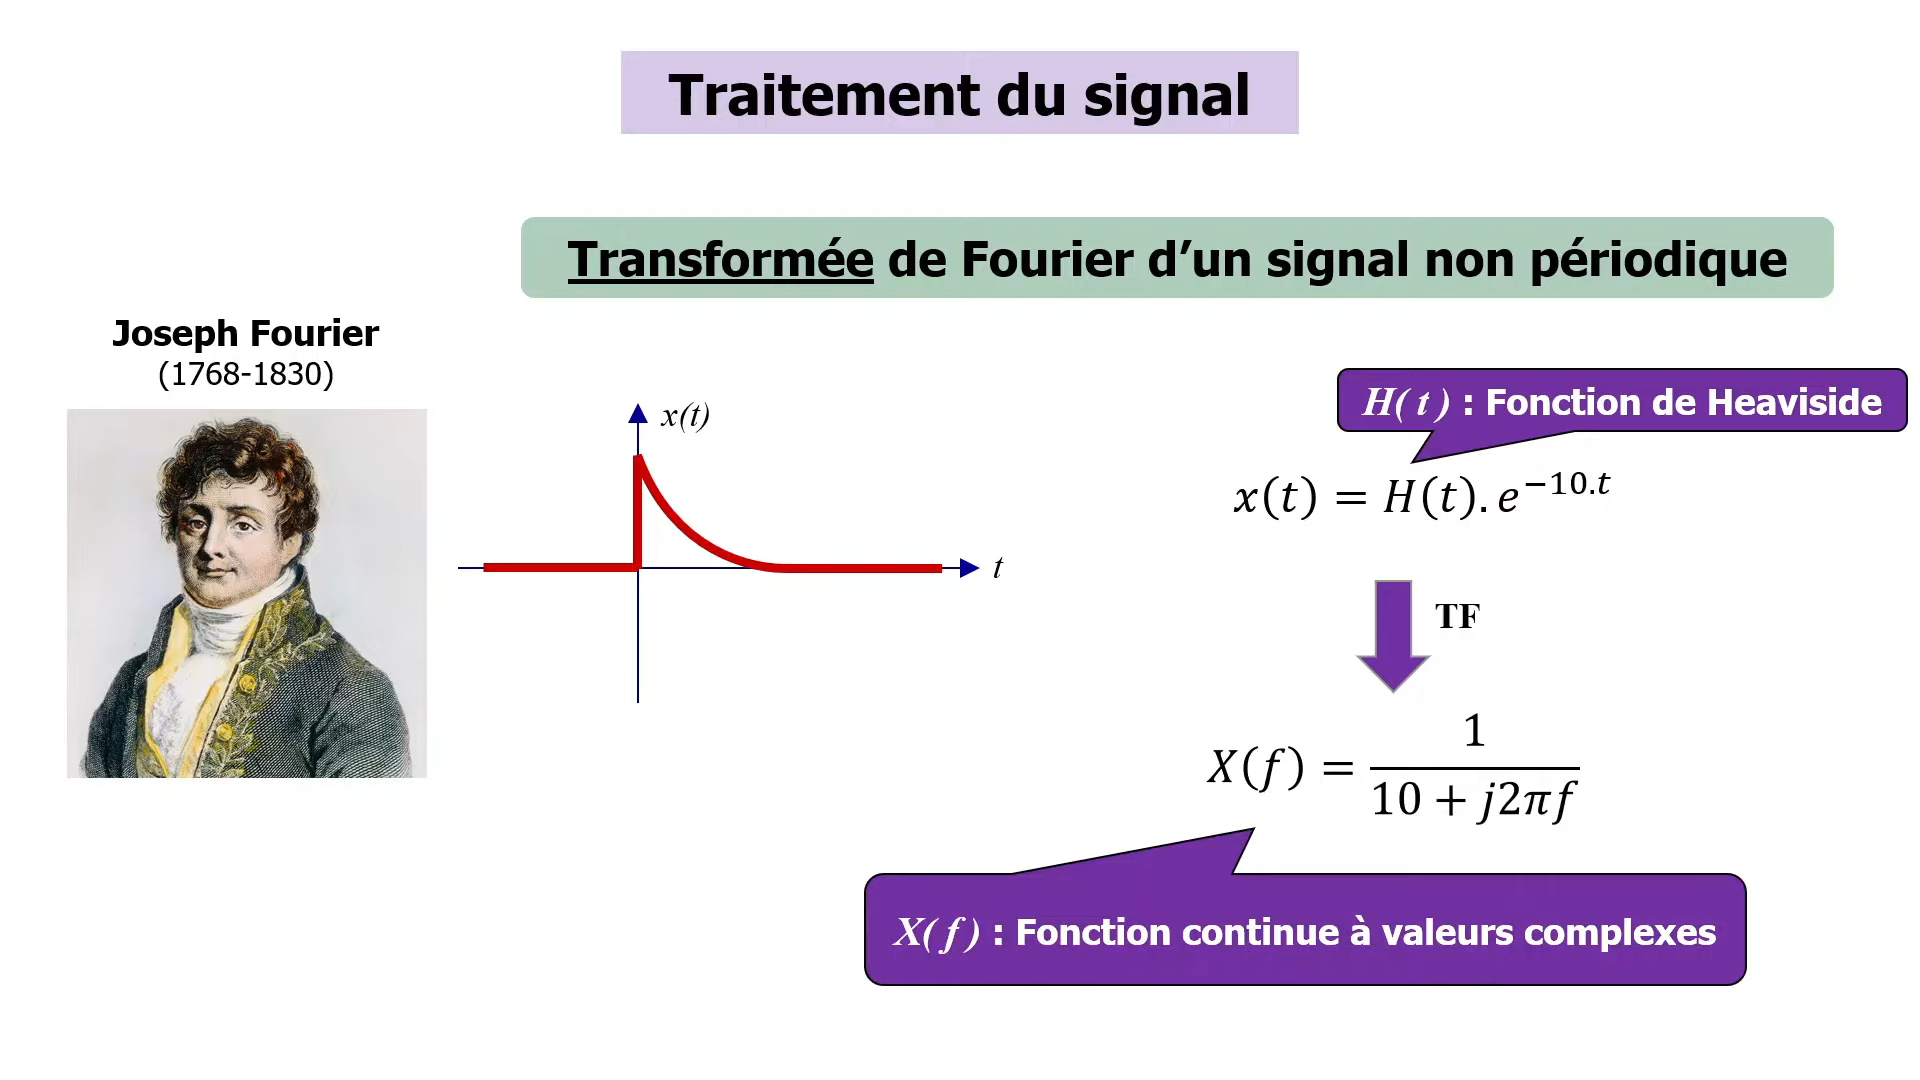 Traitement du signal
Transformée de Fourier d’un signal non périodique
Joseph Fourier
(1768-1830)
x(t)
t
H( t ) : Fonction de Heaviside
x(t) = H(t). e^{−10.t}
TF
X(f) = \frac{1}{10 + j2πf}
X( f ) : Fonction continue à valeurs complexes